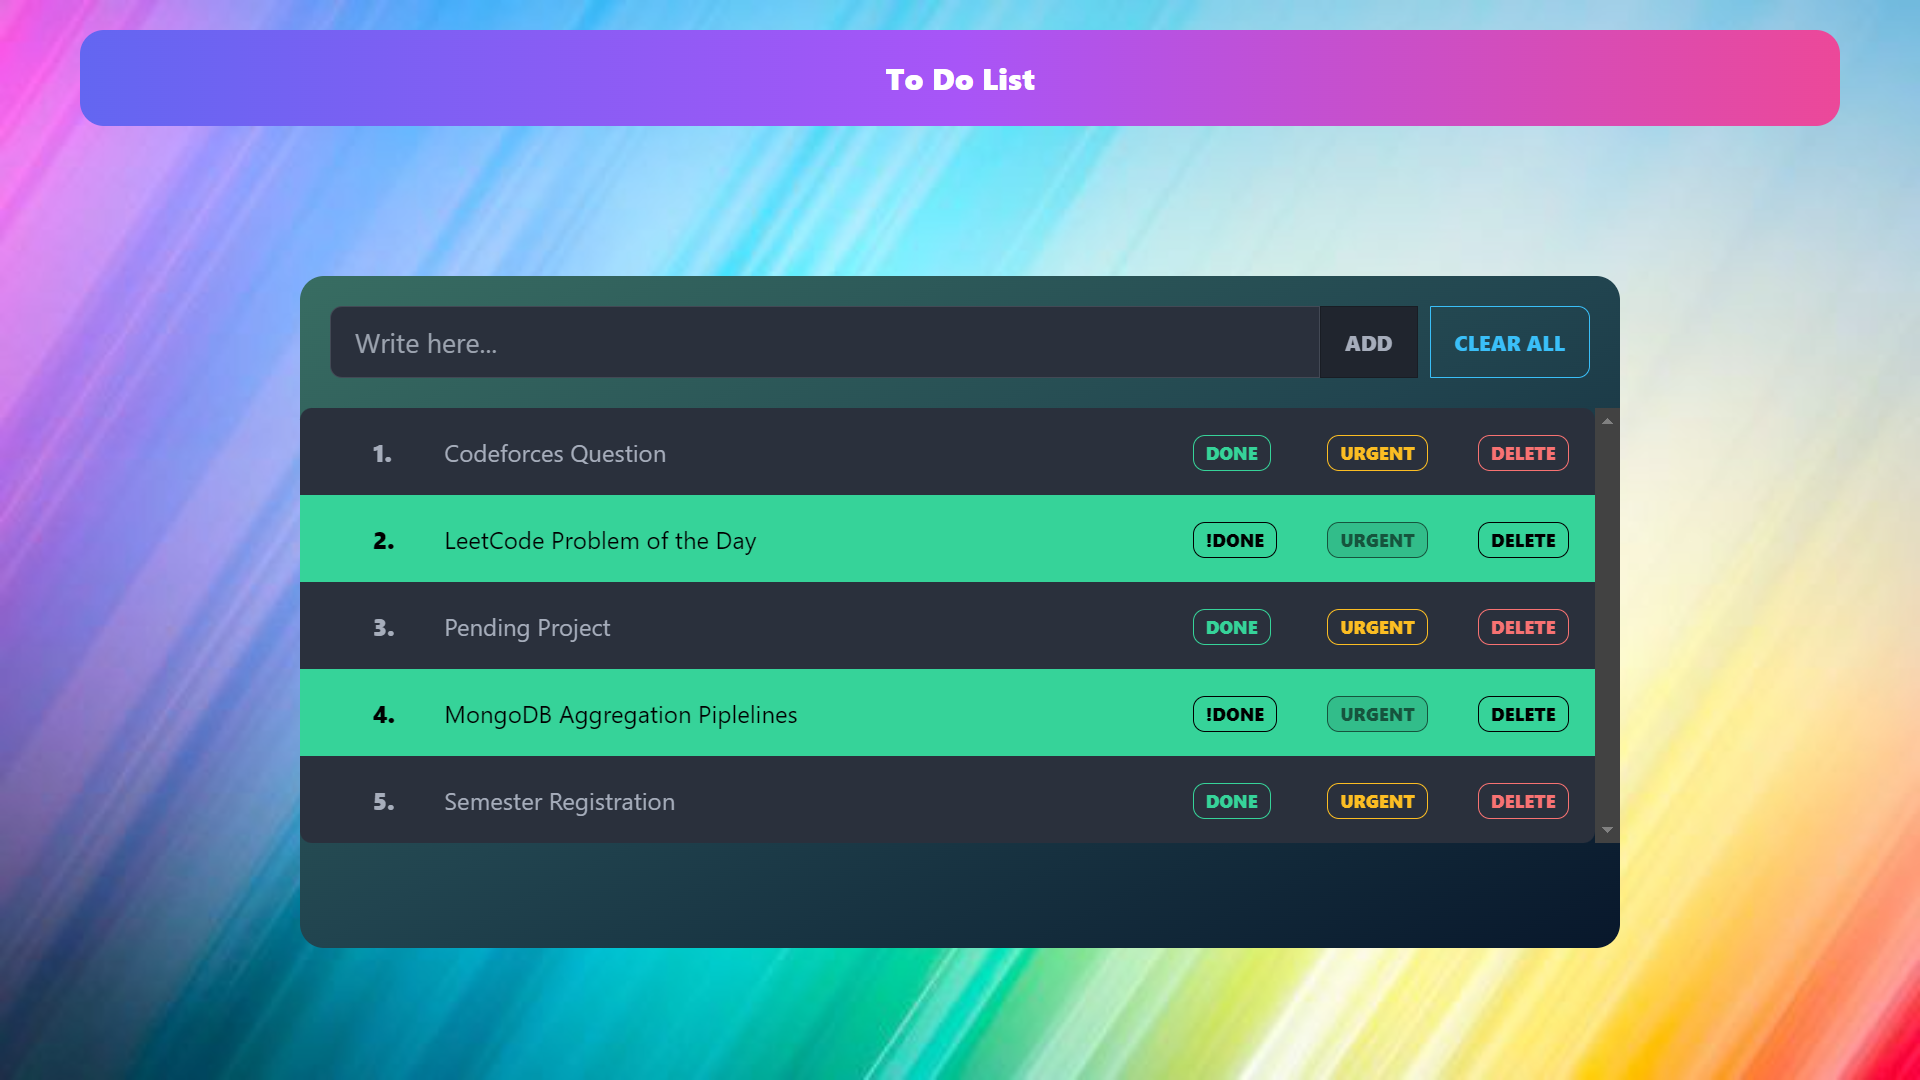 To Do List
Write here...
ADD
CLEAR ALL
1. Codeforces Question DONE URGENT DELETE
2. LeetCode Problem of the Day !DONE URGENT DELETE
3. Pending Project DONE URGENT DELETE
4. MongoDB Aggregation Piplelines !DONE URGENT DELETE
5. Semester Registration DONE URGENT DELETE